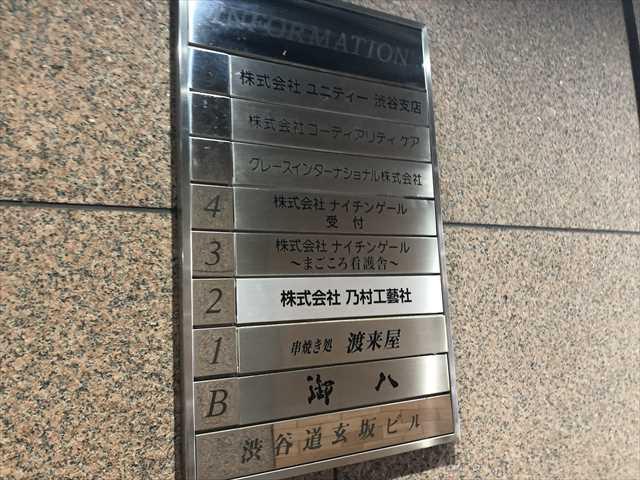 INFORMATION
株式会社 ユニティー 渋谷支店
株式会社 コーディアリティ ケア
グレースインターナショナル株式会社
4 株式会社 ナイチンゲール
受付
3 株式会社 ナイチンゲール
～まごころ看護舎～
2 株式会社 乃村工藝社
1 串焼き処 渡来屋
B 御八
渋谷道玄坂ビル